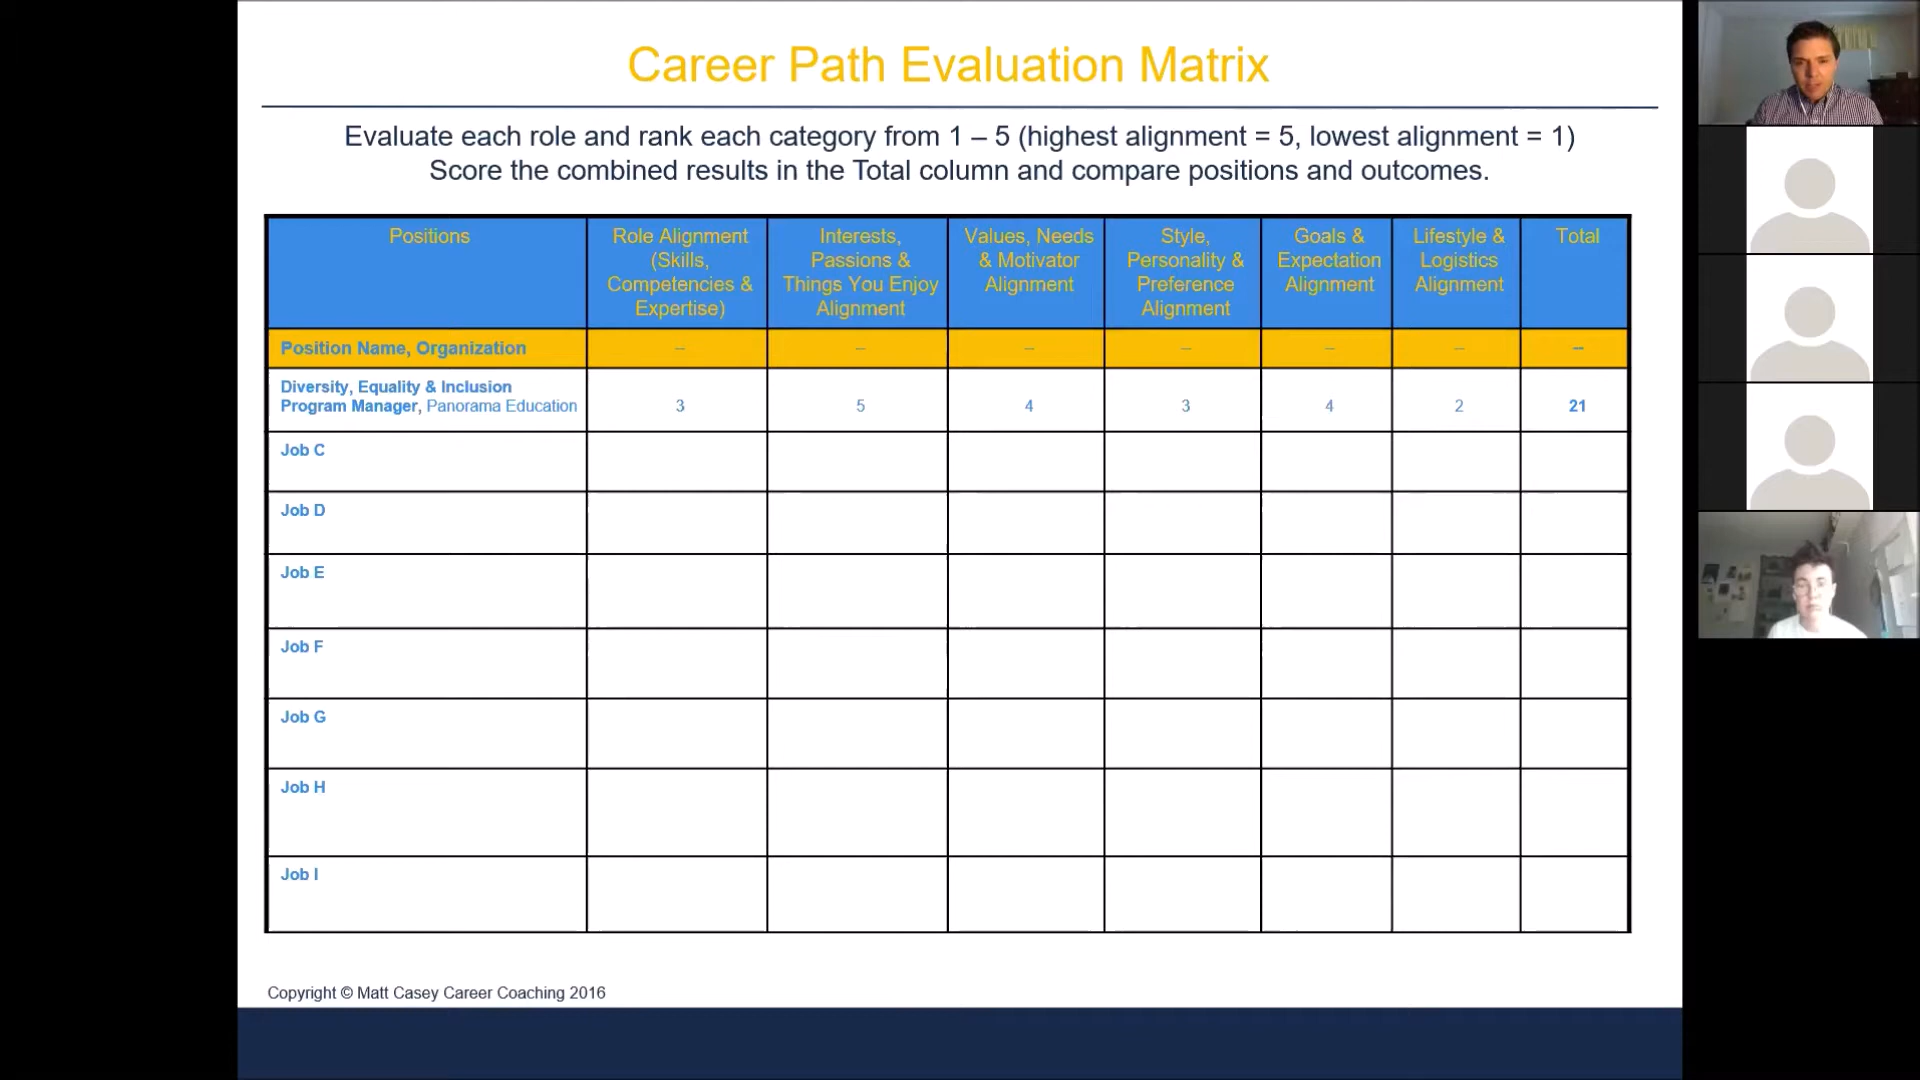 Career Path Evaluation Matrix
Evaluate each role and rank each category from 1 – 5 (highest alignment = 5, lowest alignment = 1)
Score the combined results in the Total column and compare positions and outcomes.
Positions
Role Alignment
(Skills,
Competencies &
Expertise)
Interests,
Passions &
Things You Enjoy
Alignment
Values, Needs
& Motivator
Alignment
Style,
Personality &
Preference
Alignment
Goals &
Expectation
Alignment
Lifestyle &
Logistics
Alignment
Total
Position Name, Organization – – – – – – –
Diversity, Equality & Inclusion
Program Manager, Panorama Education 3 5 4 3 4 2 21
Job C
Job D
Job E
Job F
Job G
Job H
Job I
Copyright © Matt Casey Career Coaching 2016